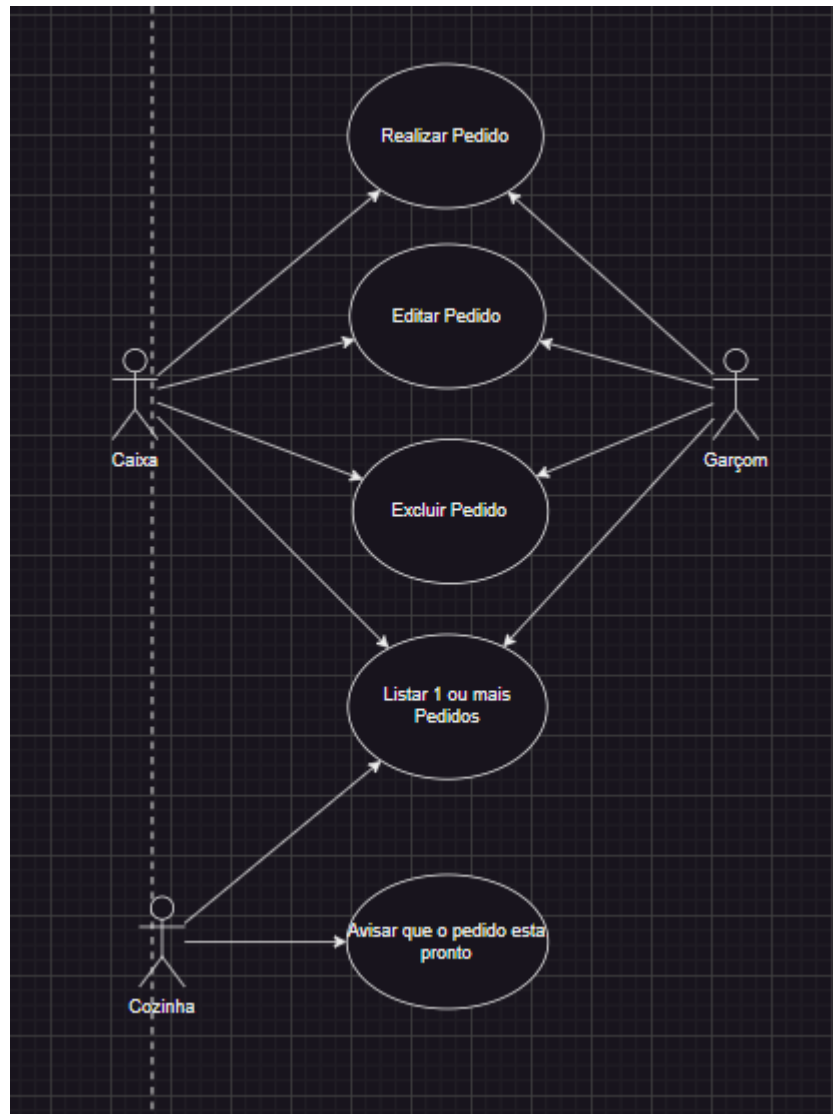 Realizar Pedido
Editar Pedido
Caixa
Garçom
Excluir Pedido
Listar 1 ou mais
Pedidos
Avisar que o pedido esta
pronto
Cozinha